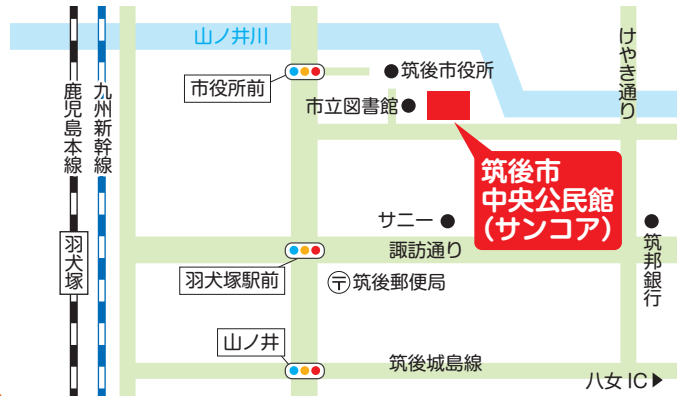 山ノ井川
けやき通り
市役所前
筑後市役所
市立図書館
鹿児島本線
九州新幹線
筑後市
中央公民館
（サンコア）
サニー
諏訪通り
羽犬塚
羽犬塚駅前
〒筑後郵便局
筑邦銀行
山ノ井
筑後城島線
八女 IC